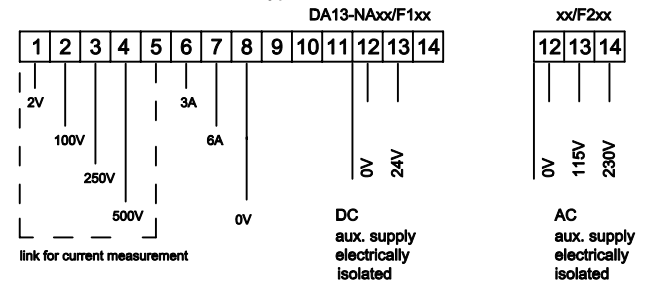 DA13-NAxx/F1xx xx/F2xx
1 2 3 4 5 6 7 8 9 10 11 12 13 14 12 13 14
2V 3A
100V 6A
0V 24V 0V 115V 230V
250V
500V 0V
DC AC
link for current measurement
aux. supply aux. supply
electrically electrically
isolated isolated